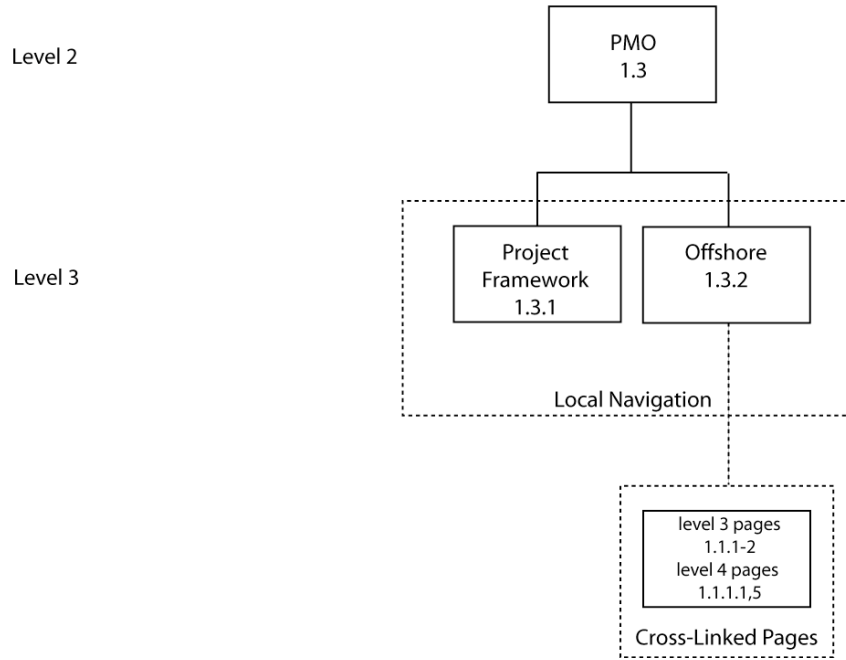 Level 2
PMO
1.3
Level 3
Project
Framework
1.3.1
Offshore
1.3.2
Local Navigation
level 3 pages
1.1.1-2
level 4 pages
1.1.1.1,5
Cross-Linked Pages